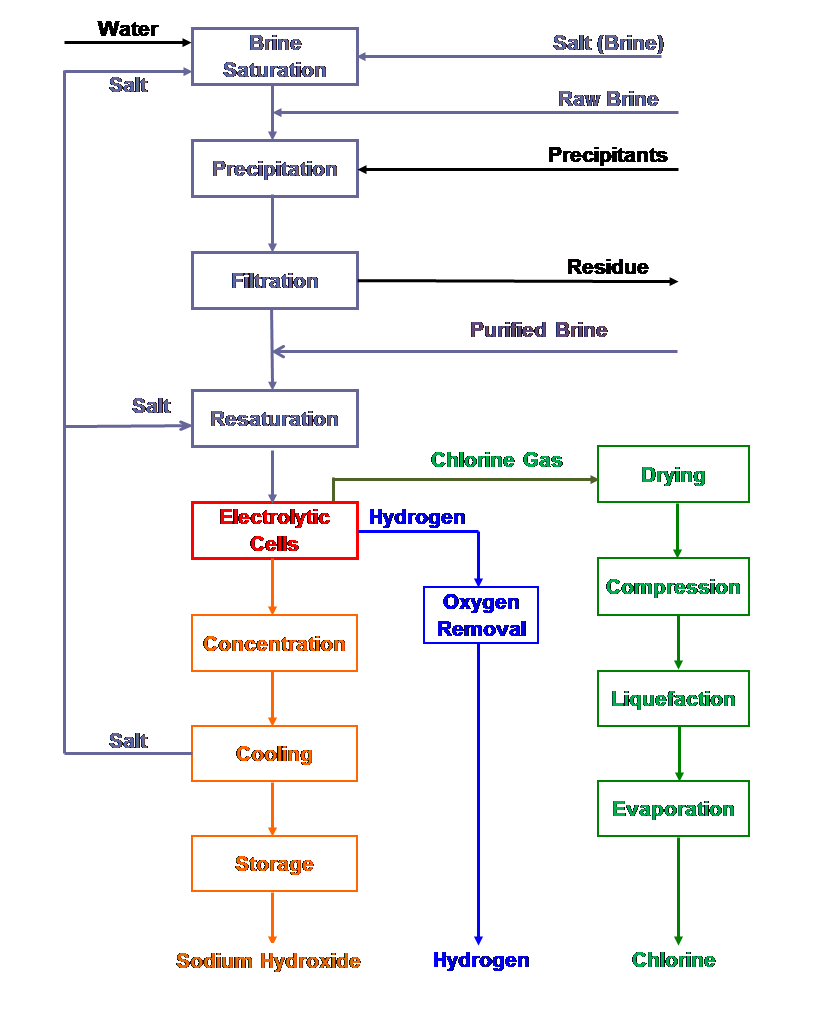 Water
Brine
Saturation
Salt (Brine)
Salt
Raw Brine
Precipitants
Precipitation
Residue
Filtration
Purified Brine
Salt
Resaturation
Chlorine Gas
Drying
Electrolytic
Cells
Hydrogen
Compression
Oxygen
Removal
Concentration
Liquefaction
Salt
Cooling
Evaporation
Storage
Sodium Hydroxide
Hydrogen
Chlorine